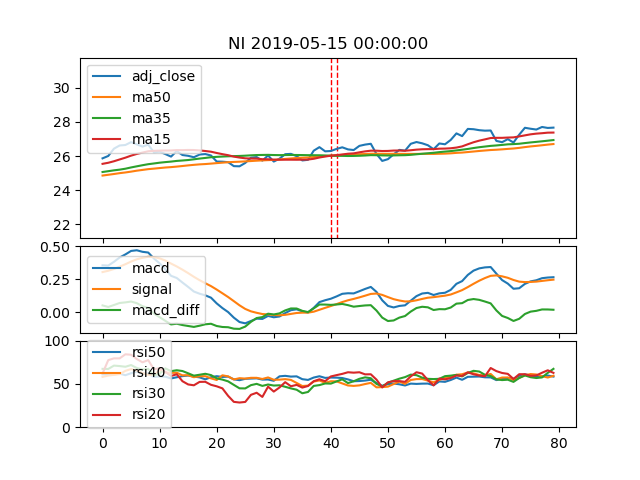 NI 2019-05-15 00:00:00
30
28
26
24
22
adj_close
ma50
ma35
ma15
0.50
0.25
0.00
macd
signal
macd_diff
100
50
0
rsi50
rsi40
rsi30
rsi20
0 10 20 30 40 50 60 70 80